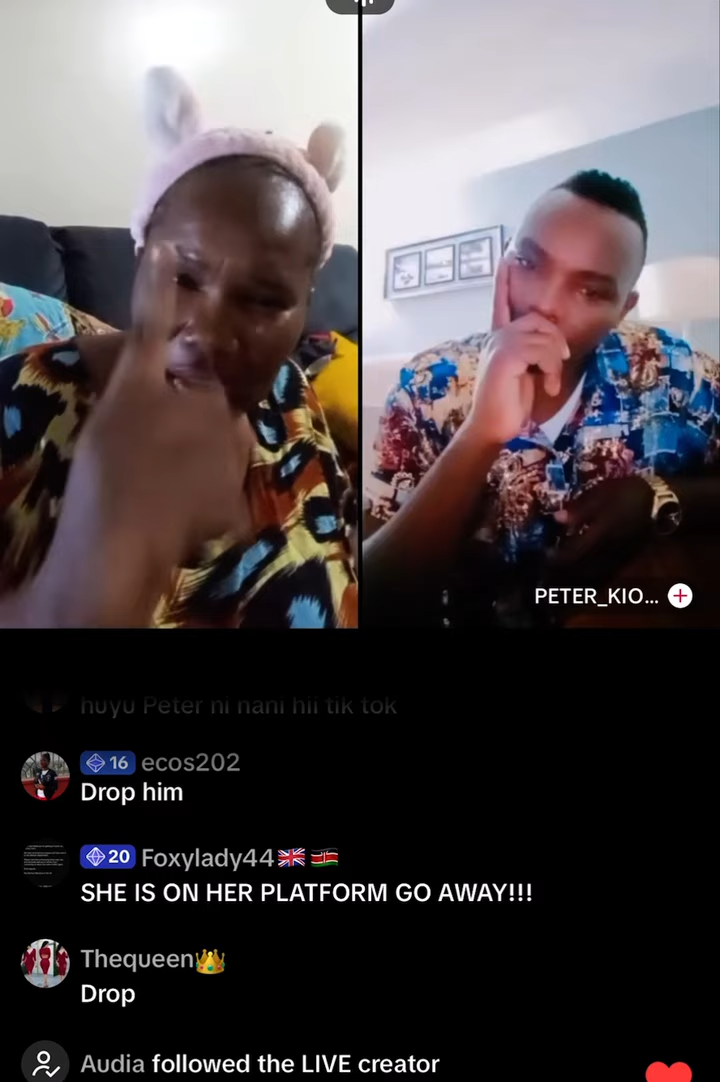 PETER_KIO...
huyu Peter ni nani hii tik tok
16 ecos202
Drop him
20 Foxylady44🇬🇧 🇰🇪
SHE IS ON HER PLATFORM GO AWAY!!!
Thequeen👑
Drop
Audia followed the LIVE creator